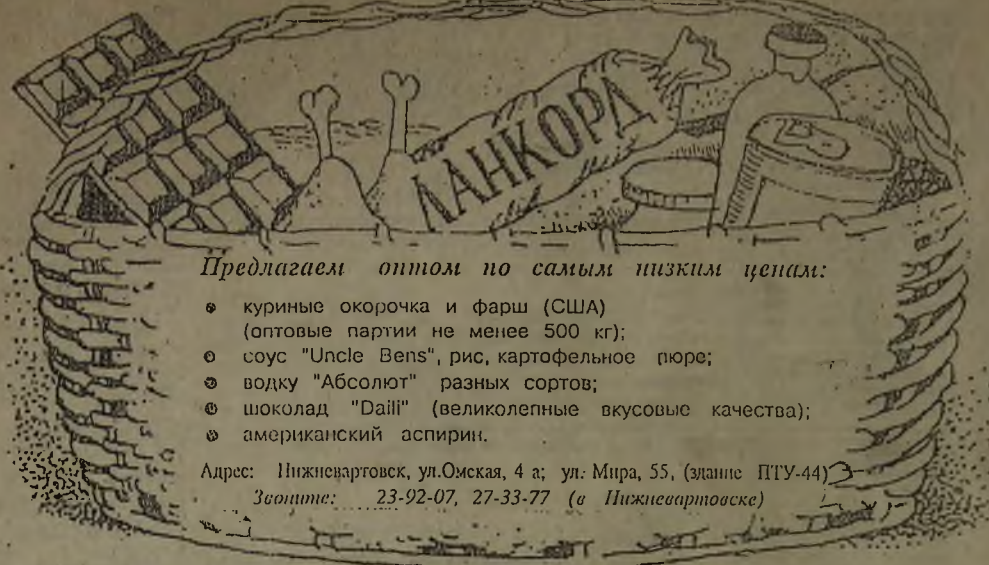 ЛАНКОРД
Предлагаем оптом по самым низким ценам:
куриные окорочка и фарш (США)
(оптовые партии не менее 500 кг);
соус "Uncle Bens", рис, картофельное пюре;
водку "Абсолют" разных сортов;
шоколад "Daili" (великолепные вкусовые качества);
американский аспирин.
Адрес: Нижневартовск, ул.Омская, 4 а; ул. Мира, 55, (здание ПТУ-44)
Звоните: 23-92-07, 27-33-77 (в Нижневартовске)